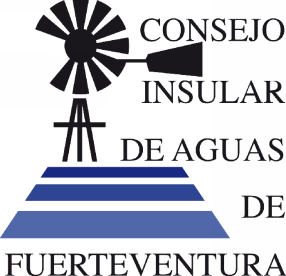 CONSEJO
INSULAR
DE AGUAS
DE
FUERTEVENTURA